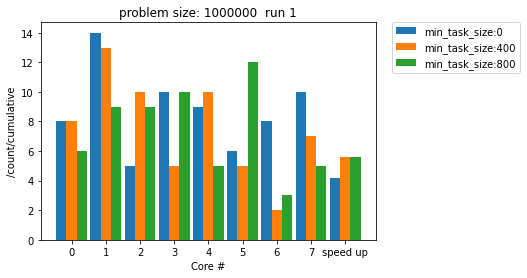 problem size: 1000000  run 1
min_task_size:0
min_task_size:400
min_task_size:800
/count/cumulative
14
12
10
8
6
4
2
0
0 1 2 3 4 5 6 7 speed up
Core #